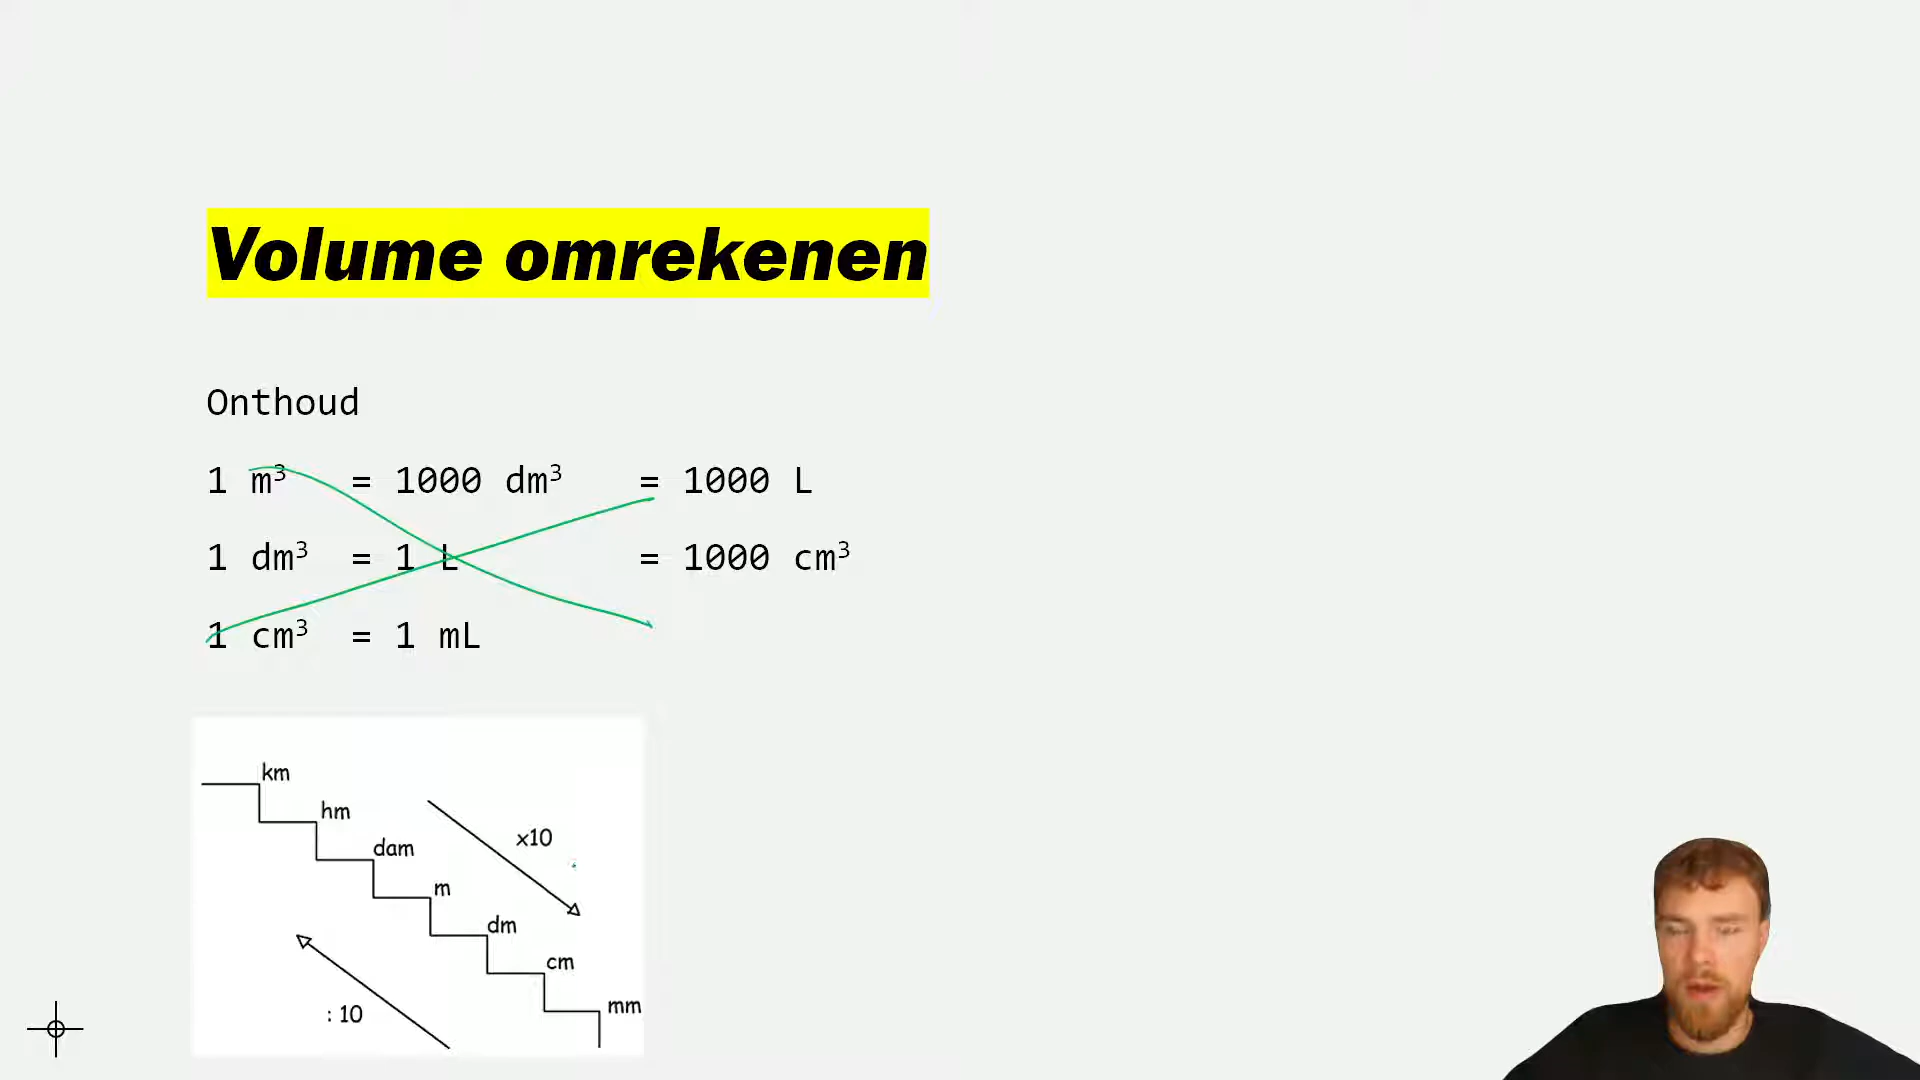 Volume omrekenen
Onthoud
1 m³ = 1000 dm³ = 1000 L
1 dm³ = 1 L = 1000 cm³
1 cm³ = 1 mL
km
hm
dam
x10
m
dm
cm
mm
: 10